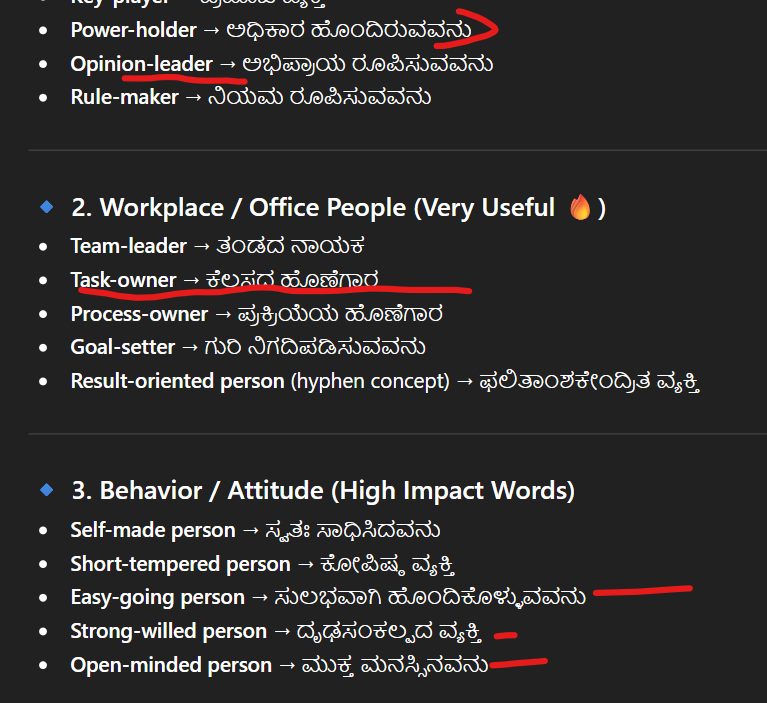 Power-holder → ಅಧಿಕಾರ ಹೊಂದಿರುವವನು
Opinion-leader → ಅಭಿಪ್ರಾಯ ರೂಪಿಸುವವನು
Rule-maker → ನಿಯಮ ರೂಪಿಸುವವನು
2. Workplace / Office People (Very Useful 🔥)
Team-leader → ತಂಡದ ನಾಯಕ
Task-owner → ಕೆಲಸದ ಹೊಣೆಗಾರ
Process-owner → ಪ್ರಕ್ರಿಯೆಯ ಹೊಣೆಗಾರ
Goal-setter → ಗುರಿ ನಿಗದಿಪಡಿಸುವವನು
Result-oriented person (hyphen concept) → ಫಲಿತಾಂಶಕೇಂದ್ರಿತ ವ್ಯಕ್ತಿ
3. Behavior / Attitude (High Impact Words)
Self-made person → ಸ್ವತಃ ಸಾಧಿಸಿದವನು
Short-tempered person → ಕೋಪಿಷ್ಠ ವ್ಯಕ್ತಿ
Easy-going person → ಸುಲಭವಾಗಿ ಹೊಂದಿಕೊಳ್ಳುವವನು
Strong-willed person → ದೃಢಸಂಕಲ್ಪದ ವ್ಯಕ್ತಿ
Open-minded person → ಮುಕ್ತ ಮನಸ್ಸಿನವನು